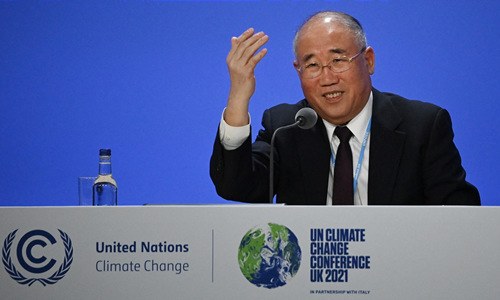 United Nations
Climate Change
UN CLIMATE
CHANGE
CONFERENCE
UK 2021
IN PARTNERSHIP WITH ITALY